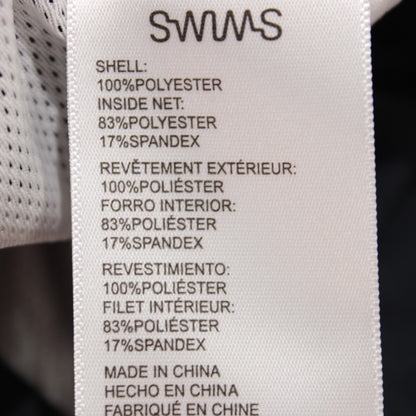 SWIMS
SHELL:
100%POLYESTER
INSIDE NET:
83%POLYESTER
17%SPANDEX
REVÊTEMENT EXTÉRIEUR:
100%POLIÉSTER
FORRO INTERIOR:
83%POLIÉSTER
17%SPANDEX
REVESTIMIENTO:
100%POLIÉSTER
FILET INTÉRIEUR:
83%POLIÉSTER
17%SPANDEX
MADE IN CHINA
HECHO EN CHINA
FABRIQUÉ EN CHINE